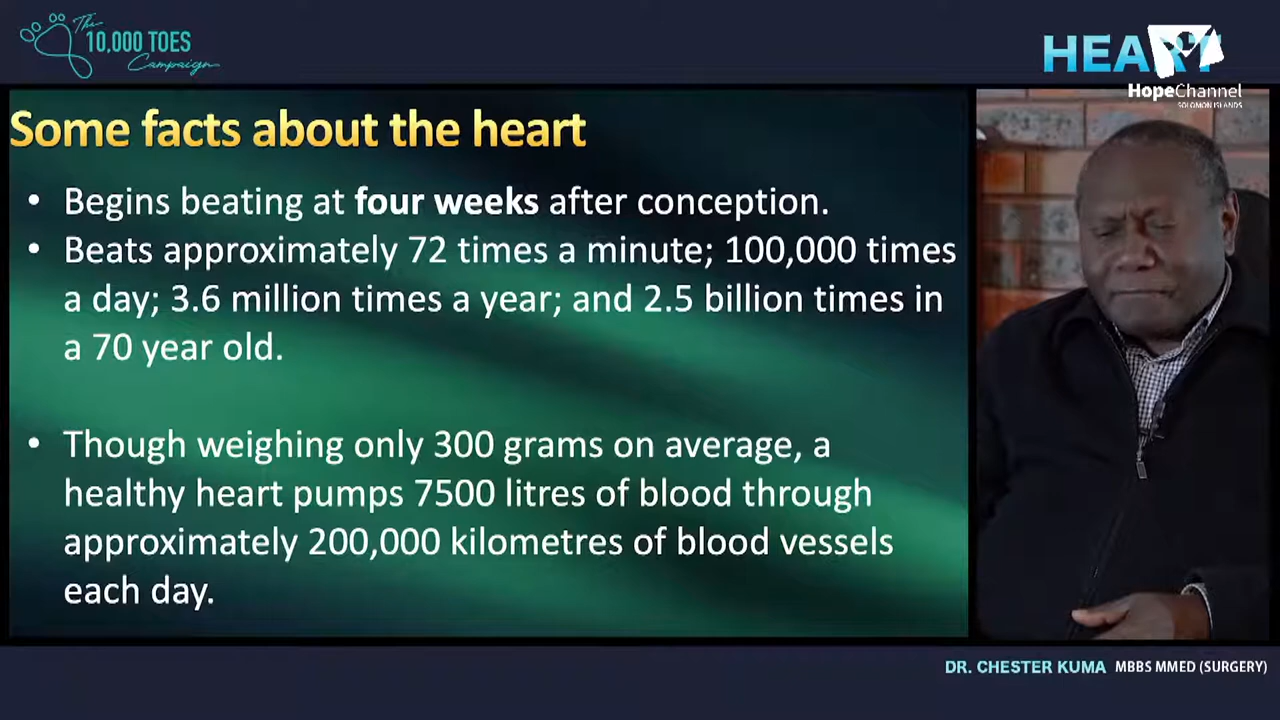 The
10,000 TOES
Campaign
HEART
HopeChannel
SOLOMON ISLANDS
Some facts about the heart
• Begins beating at four weeks after conception.
• Beats approximately 72 times a minute; 100,000 times
a day; 3.6 million times a year; and 2.5 billion times in
a 70 year old.
• Though weighing only 300 grams on average, a
healthy heart pumps 7500 litres of blood through
approximately 200,000 kilometres of blood vessels
each day.
DR. CHESTER KUMA MBBS MMED (SURGERY)